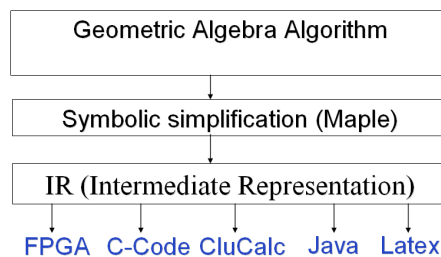 Geometric Algebra Algorithm
Symbolic simplification (Maple)
IR (Intermediate Representation)
FPGA C-Code CluCalc Java Latex